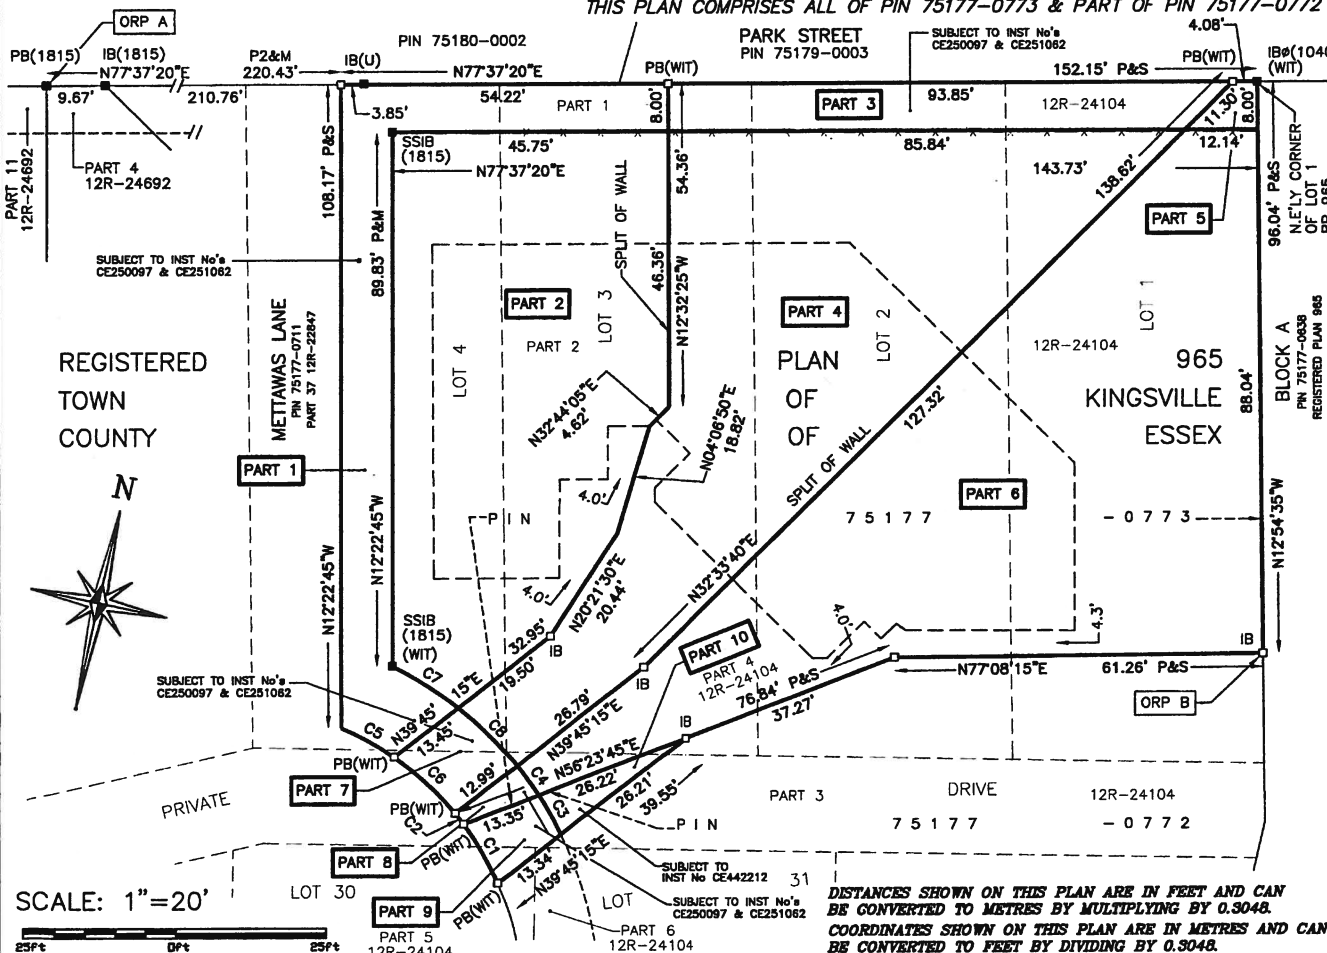 THIS PLAN COMPRISES ALL OF PIN 75177-0773 & PART OF PIN 75177-0772
ORP A
PB(1815)
IB(1815)
N77°37'20"E
P2&M
220.43'
IB(U)
PIN 75180-0002
N77°37'20"E
PARK STREET
PIN 75179-0003
PB(WIT)
SUBJECT TO INST No's
CE250097 & CE251062
4.08'
PB(WIT)
(WIT)
152.15' P&S
9.67'
210.76'
3.85'
54.22'
PART 1
8.00'
PART 3
93.85'
12R-24104
11.30'
8.00'
PART 11
12R-24692
PART 4
12R-24692
108.17' P&S
SSIB
(1815)
45.75'
N77°37'20"E
54.36'
85.84'
143.73'
138.62'
12.14'
PART 5
96.04' P&S
N.E'LY CORNER
OF LOT 1
SUBJECT TO INST No's
CE250097 & CE251062
89.83' P&M
SPLIT OF WALL
46.36'
N12°32'25"W
PART 2
LOT 3
LOT 4
PART 2
PART 4
LOT 2
LOT 1
12R-24104
METTAWAS LANE
PIN 75177-0711
PART 37 12R-22847
REGISTERED
TOWN
COUNTY
PLAN
OF
OF
965
KINGSVILLE
ESSEX
88.04'
BLOCK A
PIN 75177-0638
REGISTERED PLAN 965
N32°44'05"E
4.62'
N04°06'50"E
18.82'
127.32'
SPLIT OF WALL
PART 1
PART 6
N
4.0'
PIN
75177
-0773
N12°22'45"W
N12°22'45"W
N12°54'35"W
4.0'
N20°21'30"E
20.44'
N32°33'40"E
4.0'
4.3'
SSIB
(1815)
(WIT)
32.95'
IB
IB
PART 10
PART 4
12R-24104
IB
N77°08'15"E
61.26' P&S
ORP B
C7
15"E
19.50'
76.84' P&S
37.27'
SUBJECT TO INST No's
CE250097 & CE251062
N39°45'
13.45'
C5
C8
26.79'
N39°45'15"E
IB
PB(WIT)
C6
N56°23'45"E
26.22'
12.99'
C4
PART 7
PRIVATE
26.21'
39.55'
PART 3
DRIVE
12R-24104
PB(WIT)
C2
C3
13.35'
PIN
75177
-0772
PB(WIT)
C1
PART 8
13.34'
N39°45'15"E
SUBJECT TO
INST No CE442212
31
SCALE: 1"=20'
LOT 30
PB(WIT)
LOT
SUBJECT TO INST No's
CE250097 & CE251062
PART 9
PART 5
12R-24104
PART 6
12R-24104
25ft
0ft
25ft
DISTANCES SHOWN ON THIS PLAN ARE IN FEET AND CAN
BE CONVERTED TO METRES BY MULTIPLYING BY 0.3048.
COORDINATES SHOWN ON THIS PLAN ARE IN METRES AND CAN
BE CONVERTED TO FEET BY DIVIDING BY 0.3048.